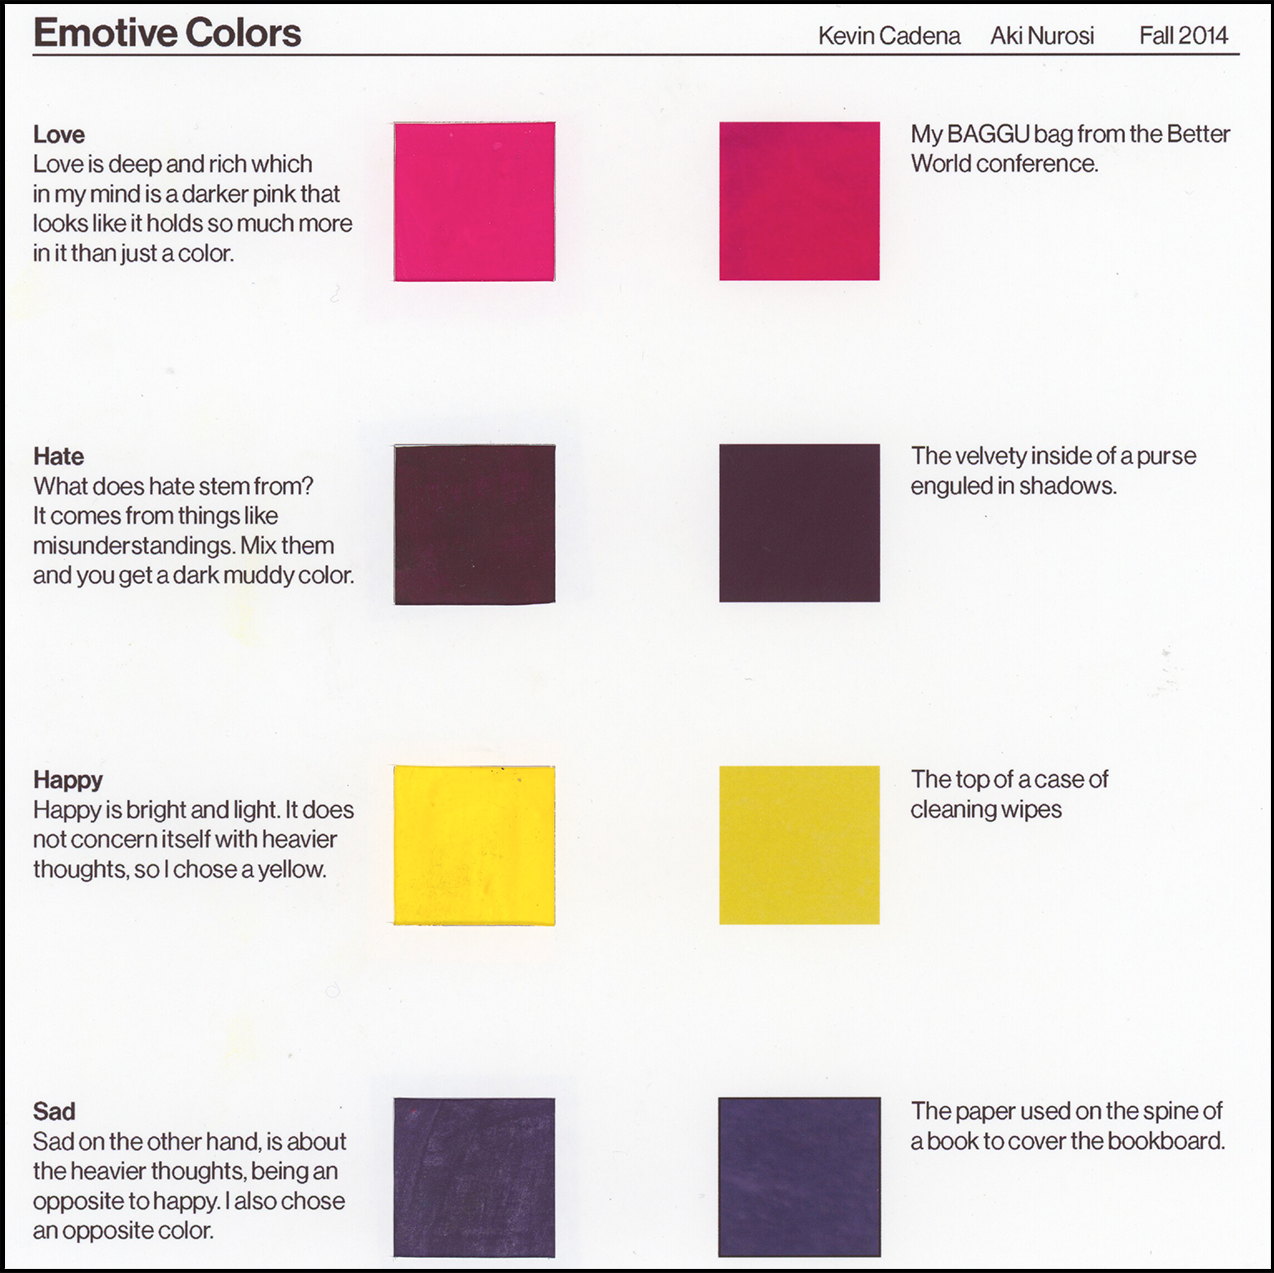 Emotive Colors
Kevin Cadena Aki Nurosi Fall 2014
Love
Love is deep and rich which
in my mind is a darker pink that
looks like it holds so much more
in it than just a color.
My BAGGU bag from the Better
World conference.
Hate
What does hate stem from?
It comes from things like
misunderstandings. Mix them
and you get a dark muddy color.
The velvety inside of a purse
enguled in shadows.
Happy
Happy is bright and light. It does
not concern itself with heavier
thoughts, so I chose a yellow.
The top of a case of
cleaning wipes
Sad
Sad on the other hand, is about
the heavier thoughts, being an
opposite to happy. I also chose
an opposite color.
The paper used on the spine of
a book to cover the bookboard.